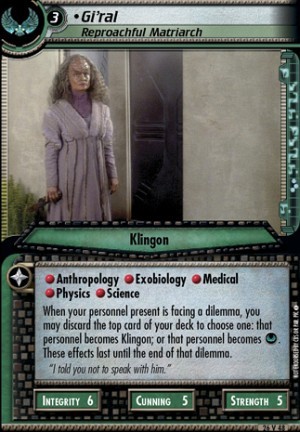 3
• Gi'ral
Reproachful Matriarch
Klingon
Anthropology Exobiology Medical
Physics Science
When your personnel present is facing a dilemma, you
may discard the top card of your deck to choose one: that
personnel becomes Klingon; or that personnel becomes .
These effects last until the end of that dilemma.
"I told you not to speak with him."
INTEGRITY 6 CUNNING 5 STRENGTH 5